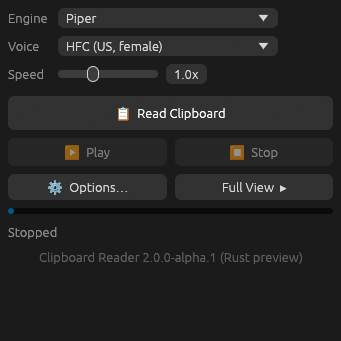 Engine Piper
Voice HFC (US, female)
Speed 1.0x
Read Clipboard
Play Stop
Options... Full View
Stopped
Clipboard Reader 2.0.0-alpha.1 (Rust preview)